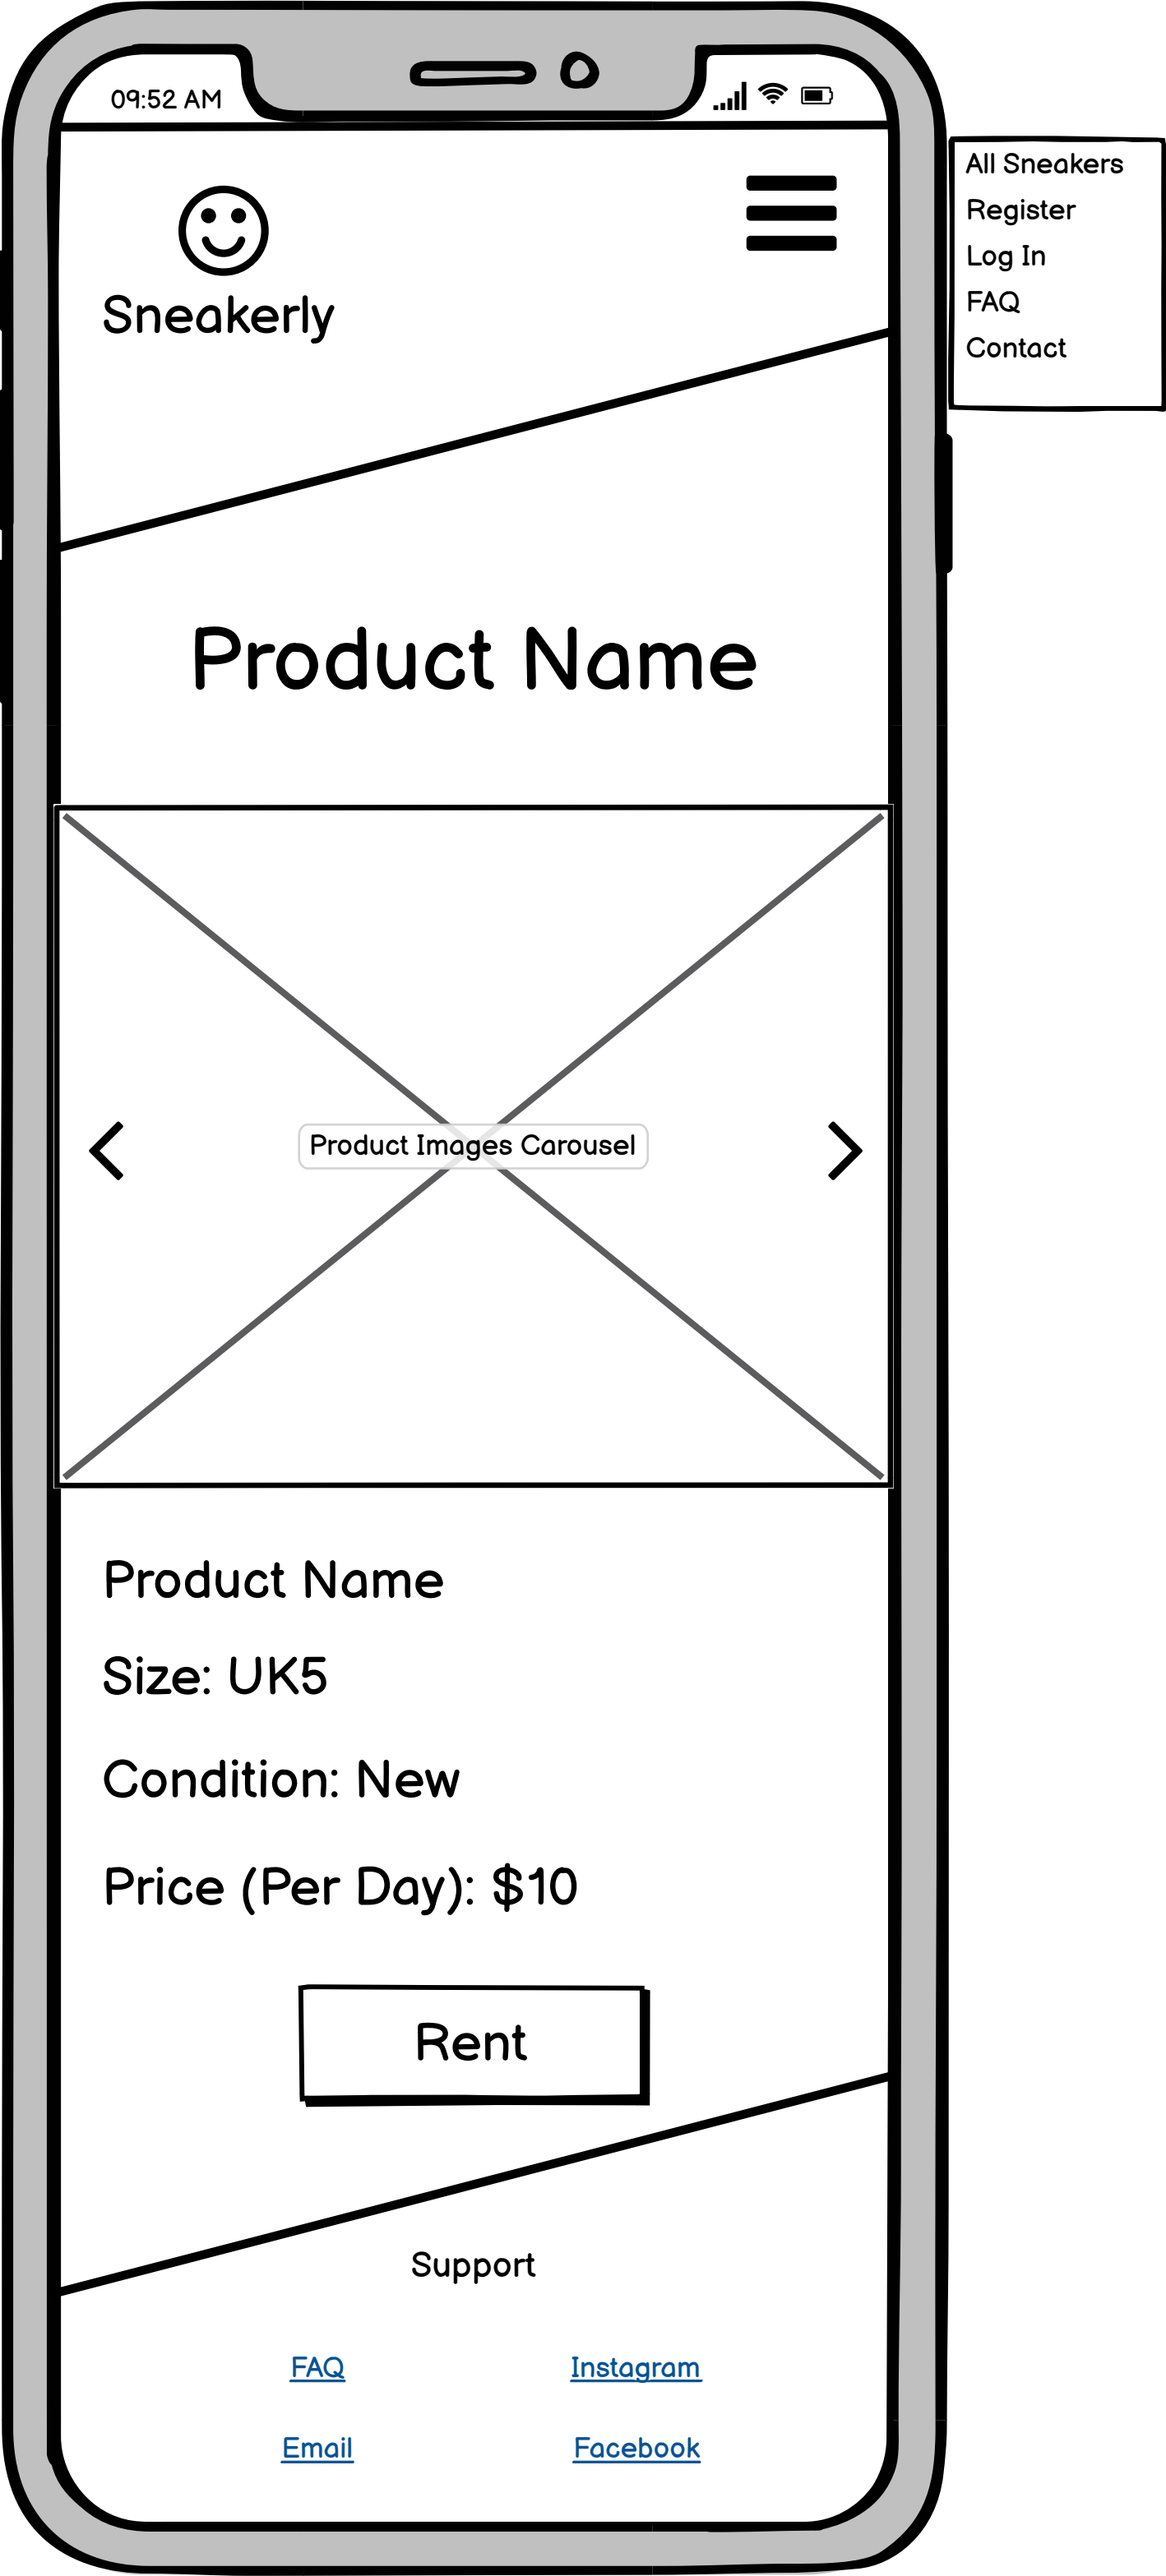 09:52 AM
Sneakerly
All Sneakers
Register
Log In
FAQ
Contact
Product Name
Product Images Carousel
Product Name
Size: UK5
Condition: New
Price (Per Day): $10
Rent
Support
FAQ
Instagram
Email
Facebook